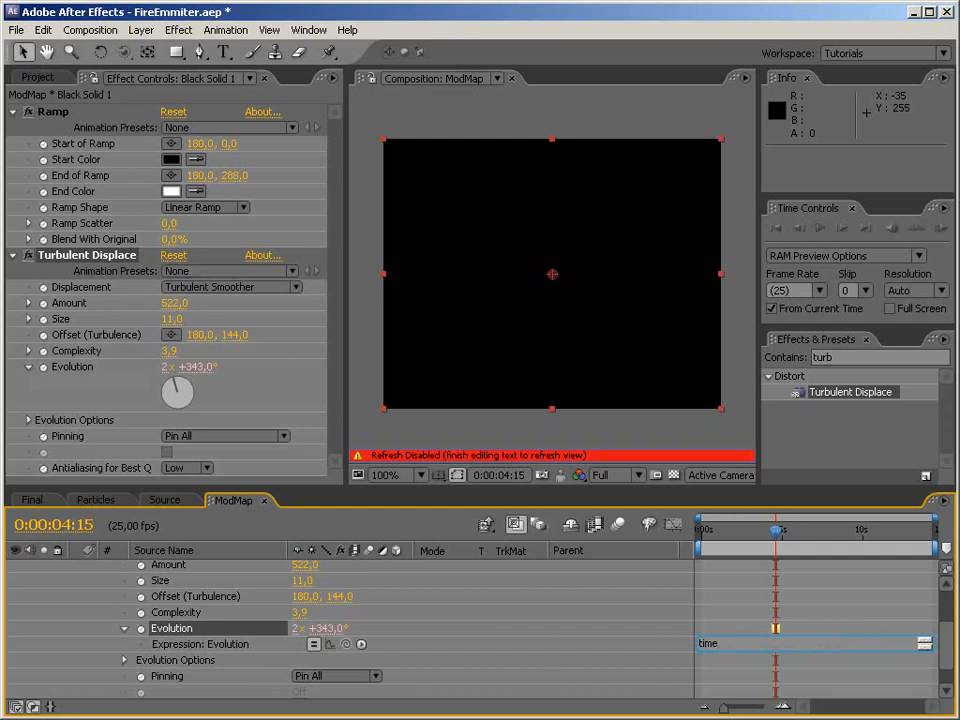 Adobe After Effects - FireEmmiter.aep *
File Edit Composition Layer Effect Animation View Window Help
Workspace: Tutorials
Project Effect Controls: Black Solid 1
ModMap * Black Solid 1
Ramp Reset About...
Animation Presets: None
Start of Ramp 180,0, 0,0
Start Color
End of Ramp 180,0, 288,0
End Color
Ramp Shape Linear Ramp
Ramp Scatter 0,0
Blend With Original 0,0%
Turbulent Displace Reset About...
Animation Presets: None
Displacement Turbulent Smoother
Amount 522,0
Size 11,0
Offset (Turbulence) 180,0, 144,0
Complexity 3,9
Evolution 2 x +343,0°
Evolution Options
Pinning Pin All
Antialiasing for Best Q Low
Composition: ModMap
Refresh Disabled (finish editing text to refresh view)
100% 0:00:04:15 Full Active Camera
Info
R :
G :
B :
A : 0
X : -35
Y : 255
Time Controls
RAM Preview Options
Frame Rate Skip Resolution
(25) 0 Auto
From Current Time Full Screen
Effects & Presets
Contains: turb
Distort
Turbulent Displace
Final Particles Source ModMap
0:00:04:15 (25,00 fps)
# Source Name Mode T TrkMat Parent
:00s 10s
Amount 522,0
Size 11,0
Offset (Turbulence) 180,0, 144,0
Complexity 3,9
Evolution 2 x +343,0°
Expression: Evolution time
Evolution Options
Pinning Pin All
Off